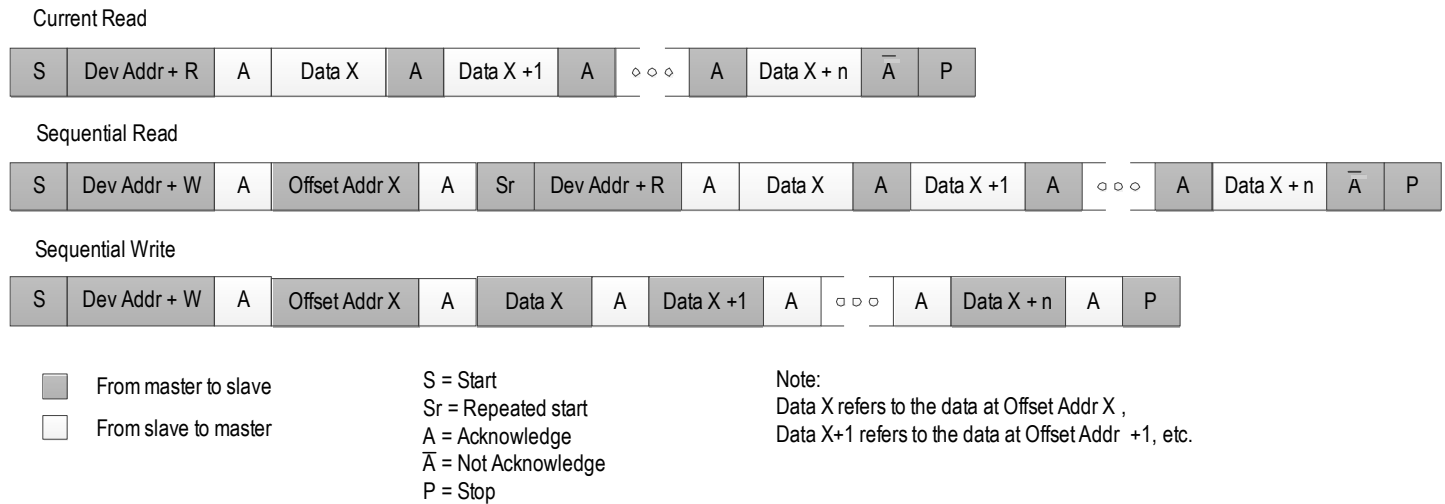 Current Read
S Dev Addr + R A Data X A Data X +1 A A Data X + n A̅ P
Sequential Read
S Dev Addr + W A Offset Addr X A Sr Dev Addr + R A Data X A Data X +1 A A Data X + n A̅ P
Sequential Write
S Dev Addr + W A Offset Addr X A Data X A Data X +1 A A Data X + n A P
From master to slave
From slave to master
S = Start
Sr = Repeated start
A = Acknowledge
A̅ = Not Acknowledge
P = Stop
Note:
Data X refers to the data at Offset Addr X ,
Data X+1 refers to the data at Offset Addr +1, etc.